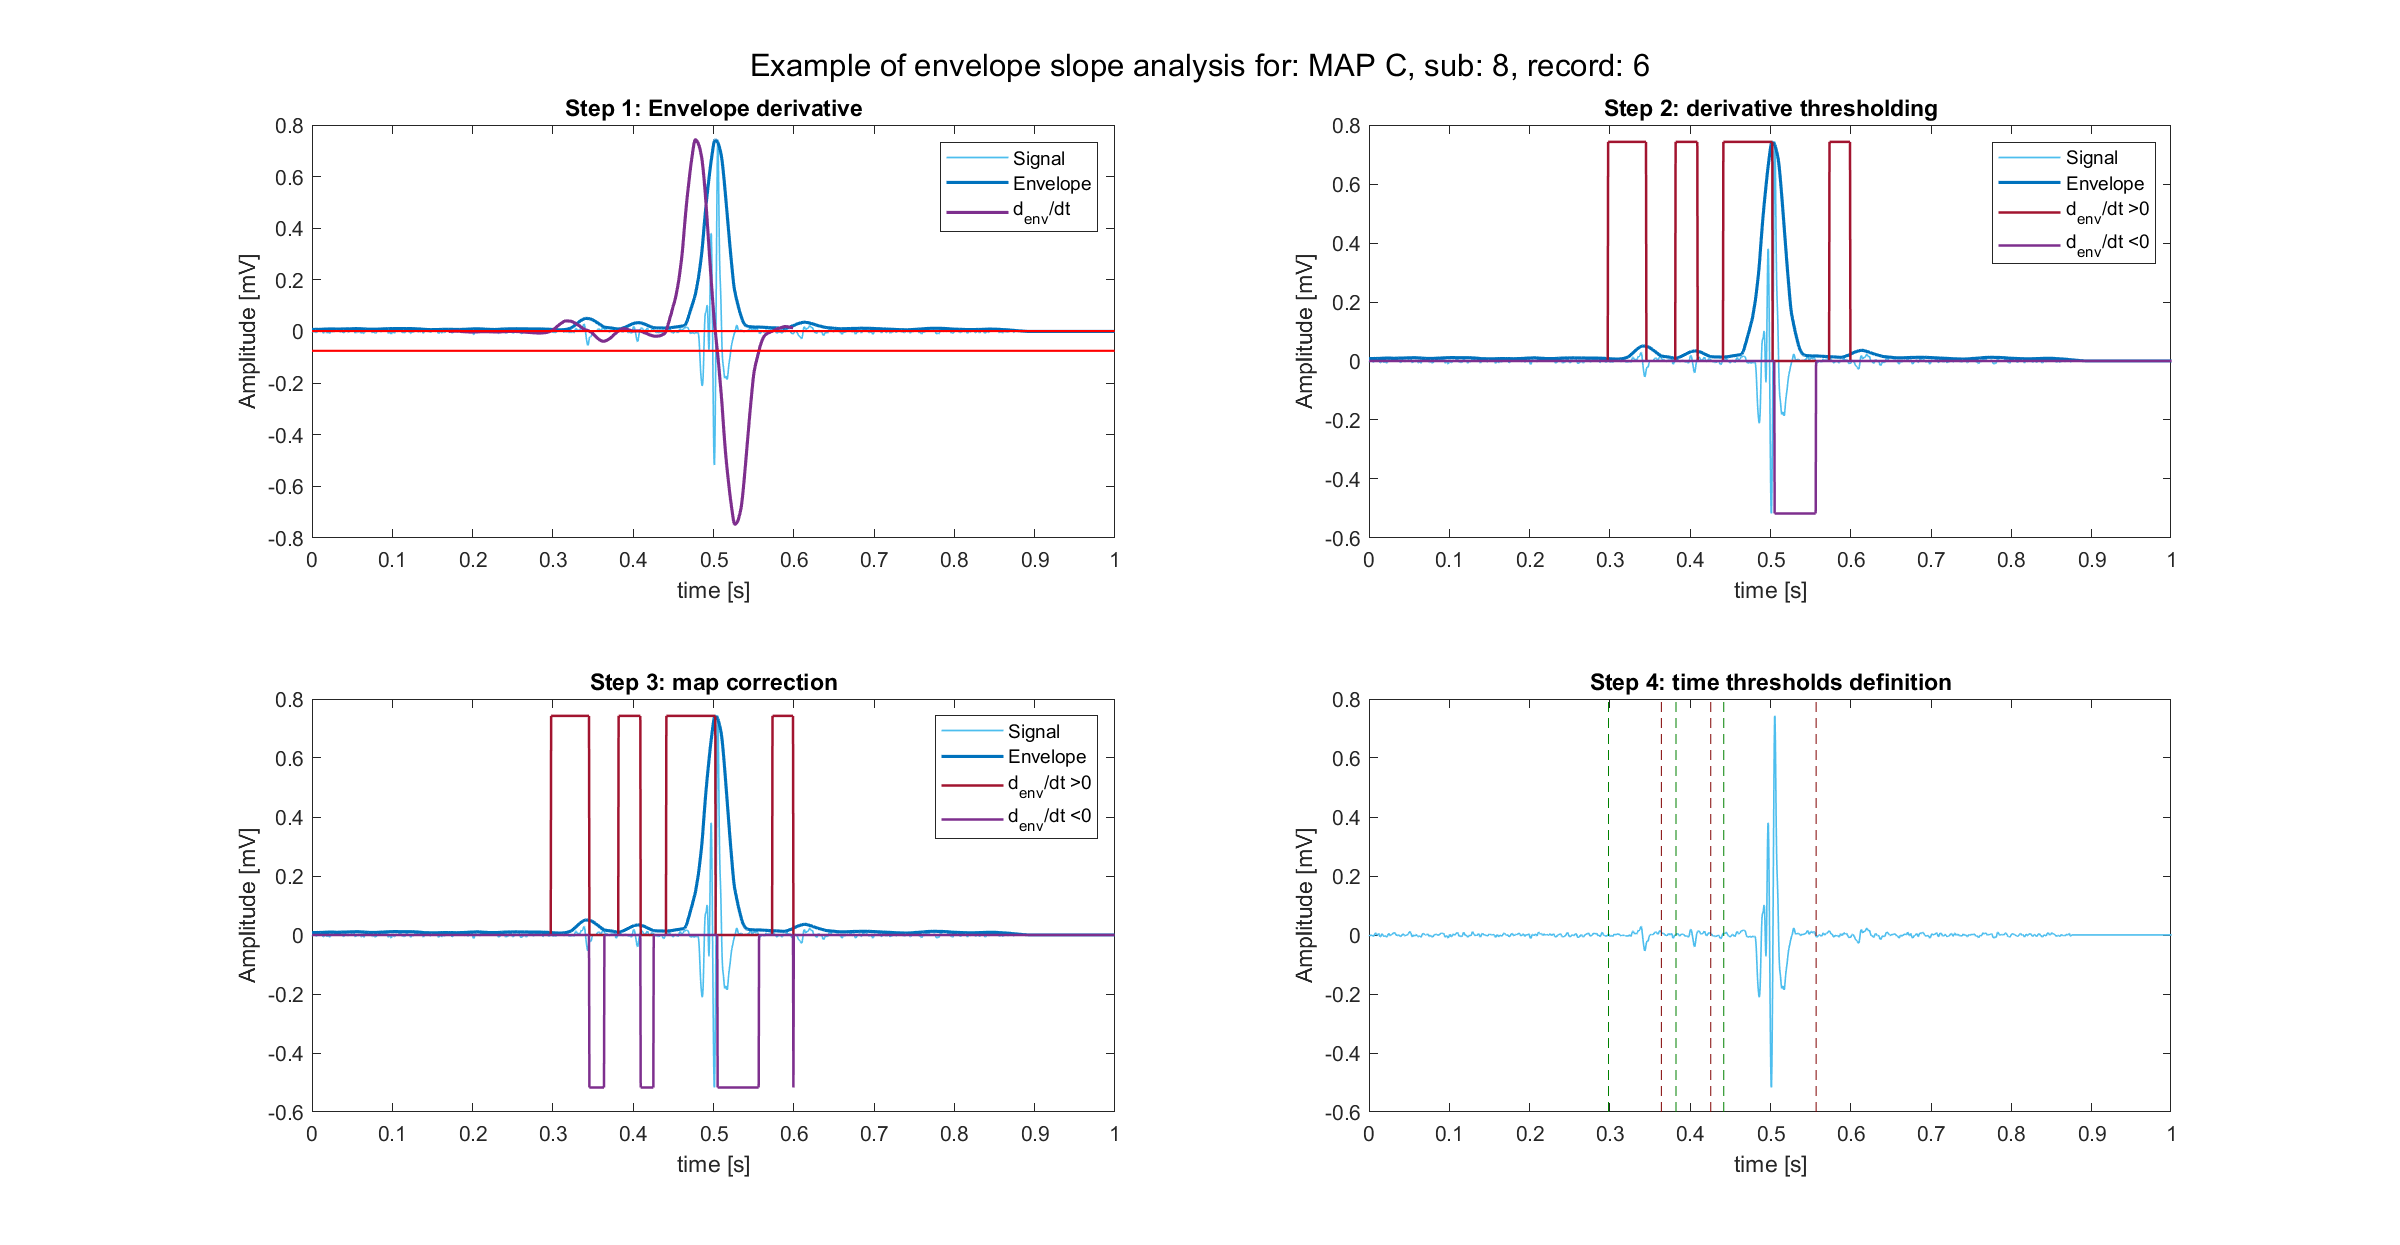 Example of envelope slope analysis for: MAP C, sub: 8, record: 6
Step 1: Envelope derivative
0.8
0.6
0.4
0.2
0
-0.2
-0.4
-0.6
-0.8
Amplitude [mV]
0 0.1 0.2 0.3 0.4 0.5 0.6 0.7 0.8 0.9 1
time [s]
Signal
Envelope
d_env/dt
Step 2: derivative thresholding
0.8
0.6
0.4
0.2
0
-0.2
-0.4
-0.6
Amplitude [mV]
0 0.1 0.2 0.3 0.4 0.5 0.6 0.7 0.8 0.9 1
time [s]
Signal
Envelope
d_env/dt >0
d_env/dt <0
Step 3: map correction
0.8
0.6
0.4
0.2
0
-0.2
-0.4
-0.6
Amplitude [mV]
0 0.1 0.2 0.3 0.4 0.5 0.6 0.7 0.8 0.9 1
time [s]
Signal
Envelope
d_env/dt >0
d_env/dt <0
Step 4: time thresholds definition
0.8
0.6
0.4
0.2
0
-0.2
-0.4
-0.6
Amplitude [mV]
0 0.1 0.2 0.3 0.4 0.5 0.6 0.7 0.8 0.9 1
time [s]